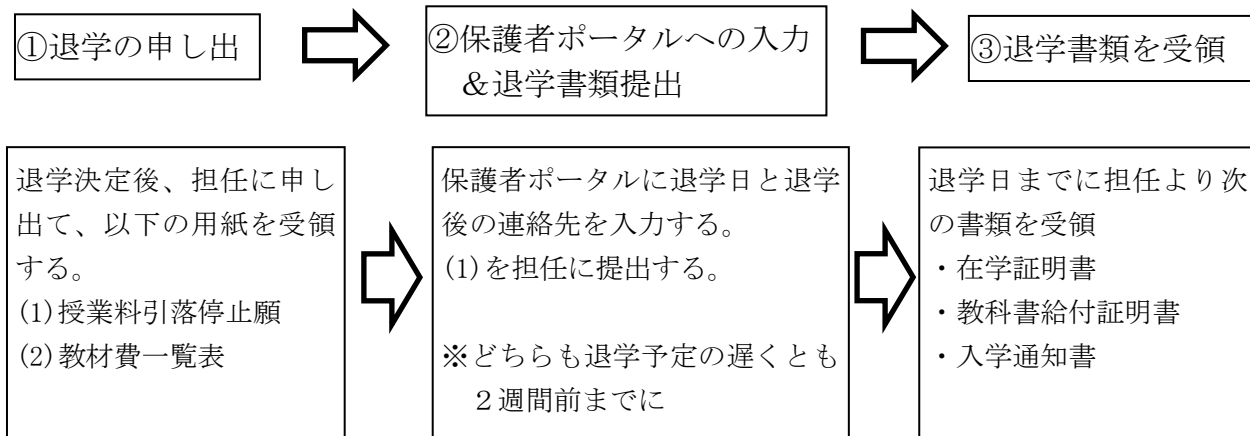 ①退学の申し出
②保護者ポータルへの入力
＆退学書類提出
③退学書類を受領
退学決定後、担任に申し
出て、以下の用紙を受領
する。
(1)授業料引落停止願
(2)教材費一覧表
保護者ポータルに退学日と退学
後の連絡先を入力する。
(1)を担任に提出する。
※どちらも退学予定の遅くとも
２週間前までに
退学日までに担任より次
の書類を受領
・在学証明書
・教科書給付証明書
・入学通知書